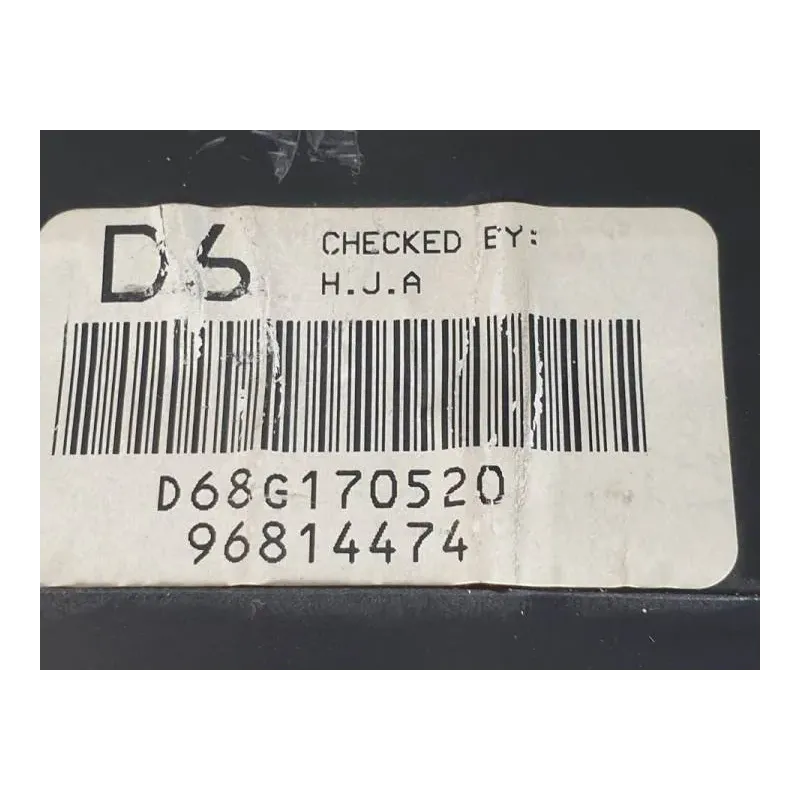 D6 CHECKED EY:
H.J.A
D68G170520
96814474